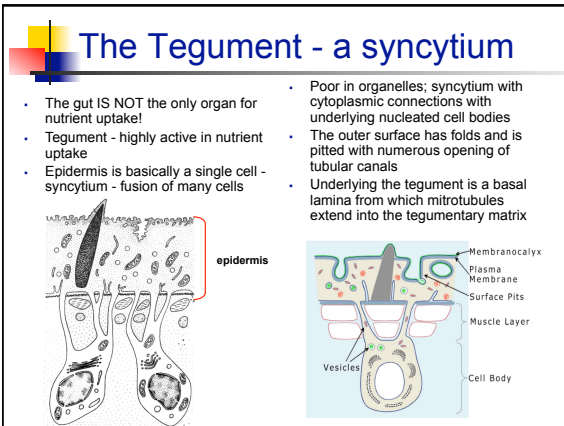 The Tegument - a syncytium
▪ The gut IS NOT the only organ for
nutrient uptake!
▪ Tegument - highly active in nutrient
uptake
▪ Epidermis is basically a single cell -
syncytium - fusion of many cells
▪ Poor in organelles; syncytium with
cytoplasmic connections with
underlying nucleated cell bodies
▪ The outer surface has folds and is
pitted with numerous opening of
tubular canals
▪ Underlying the tegument is a basal
lamina from which mitrotubules
extend into the tegumentary matrix
epidermis
Membranocalyx
Plasma
Membrane
Surface Pits
Muscle Layer
Vesicles
Cell Body